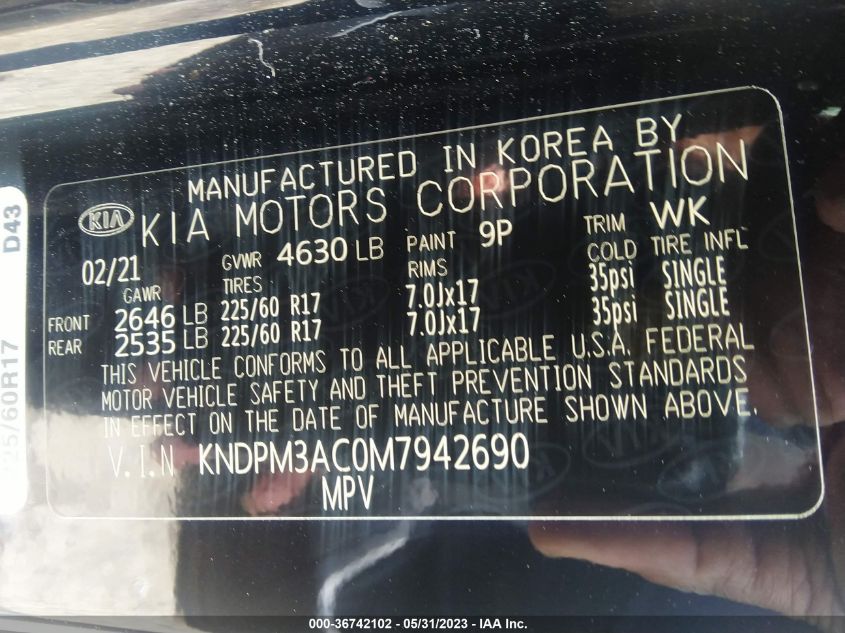 MANUFACTURED IN KOREA BY
KIA KIA MOTORS CORPORATION
02/21 GVWR 4630 LB PAINT 9P TRIM WK
GAWR TIRES RIMS COLD TIRE INFL
FRONT 2646 LB 225/60 R17 7.0Jx17 35psi SINGLE
REAR 2535 LB 225/60 R17 7.0Jx17 35psi SINGLE
THIS VEHICLE CONFORMS TO ALL APPLICABLE U.S.A. FEDERAL
MOTOR VEHICLE SAFETY AND THEFT PREVENTION STANDARDS
IN EFFECT ON THE DATE OF MANUFACTURE SHOWN ABOVE.
V.I.N KNDPM3AC0M7942690
MPV
25/60R17 D43
000-36742102 - 05/31/2023 - IAA Inc.